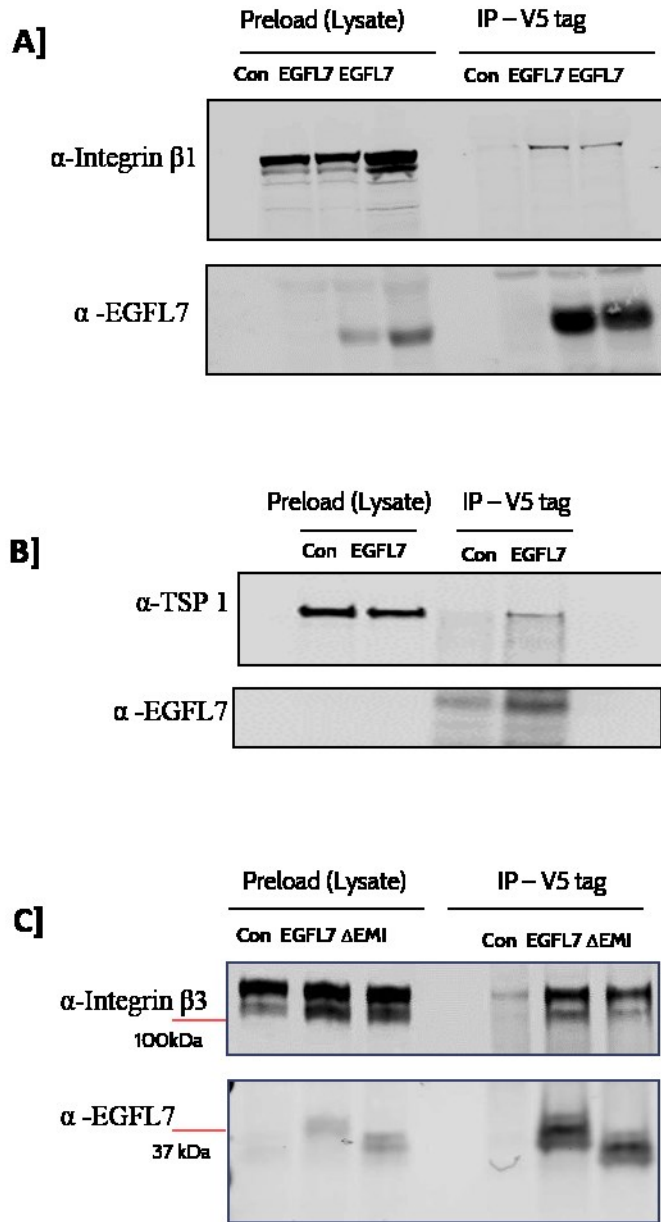 A]
Preload (Lysate) IP – V5 tag
Con EGFL7 EGFL7 Con EGFL7 EGFL7
α-Integrin β1
α -EGFL7
B]
Preload (Lysate) IP – V5 tag
Con EGFL7 Con EGFL7
α-TSP 1
α -EGFL7
C]
Preload (Lysate) IP – V5 tag
Con EGFL7 ΔEMI Con EGFL7 ΔEMI
α-Integrin β3
100kDa
α -EGFL7
37 kDa